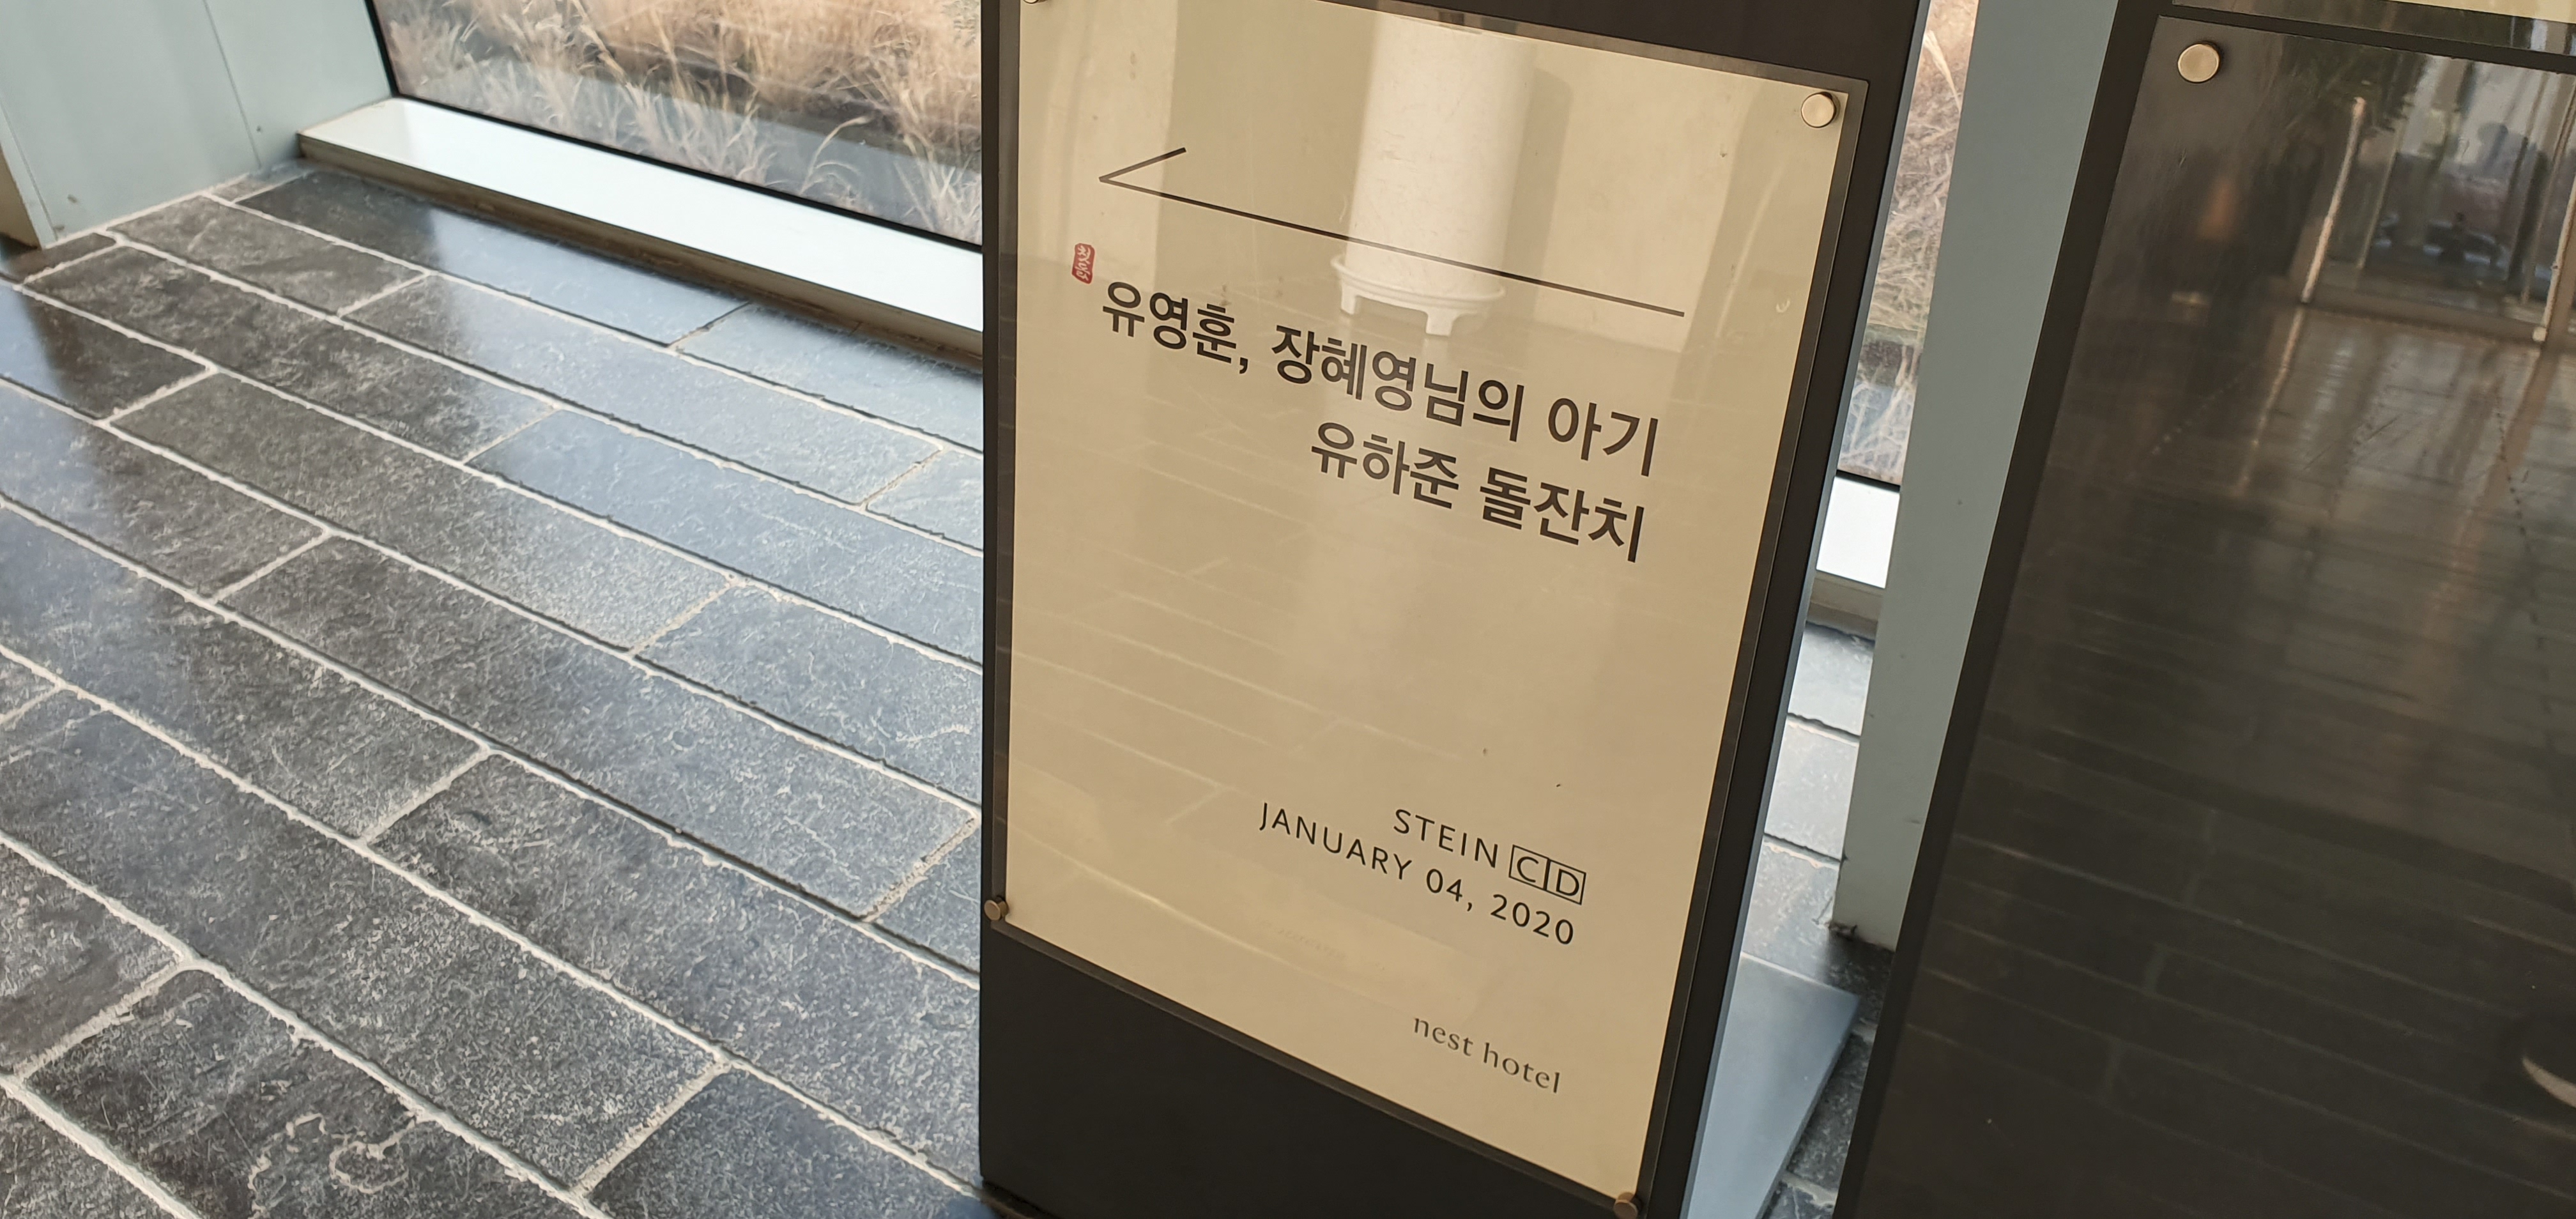 유영훈, 장혜영님의 아기
유하준 돌잔치
STEIN CD
JANUARY 04, 2020
nest hotel